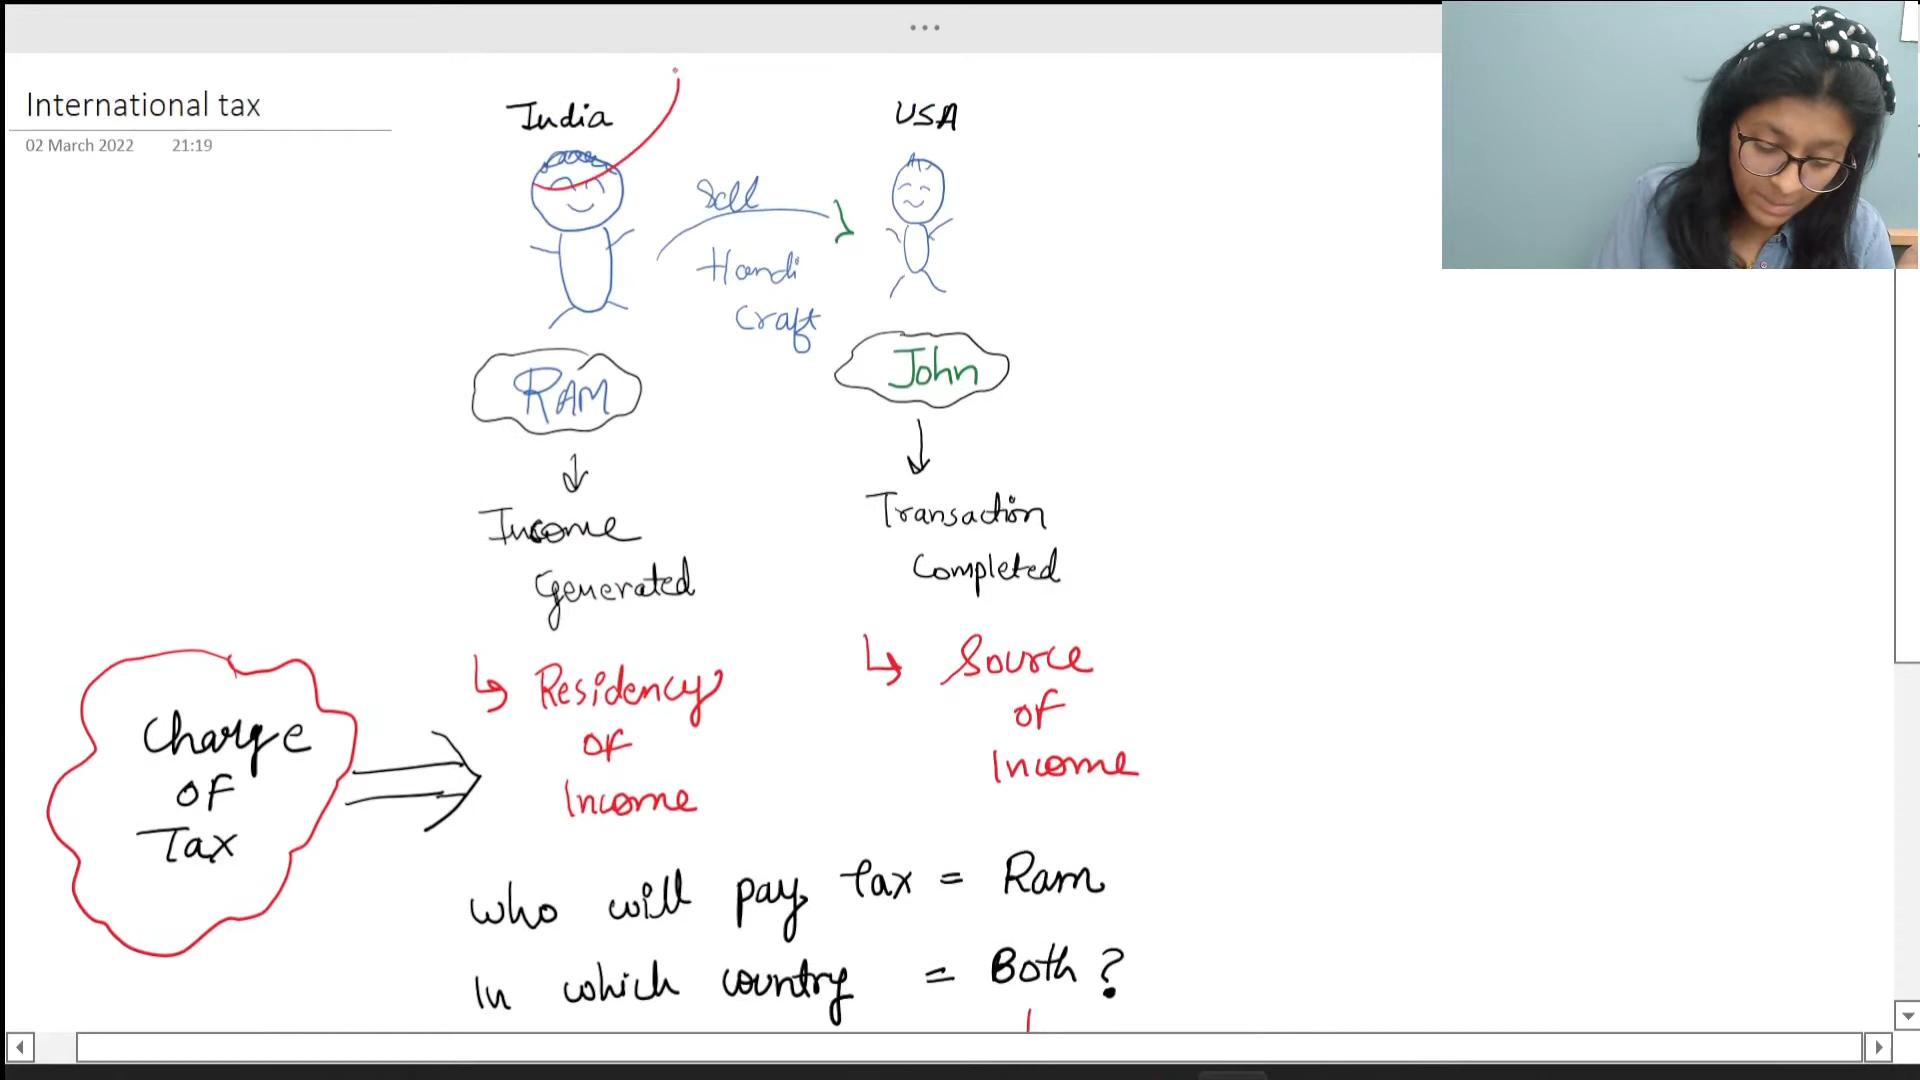 International tax
02 March 2022 21:19
India
USA
Sell
Handi
Craft
RAM
John
Income
Generated
Transaction
Completed
↳ Residency
of
Income
↳ Source
of
Income
Charge
OF
Tax
who will pay tax = Ram
In which country = Both ?